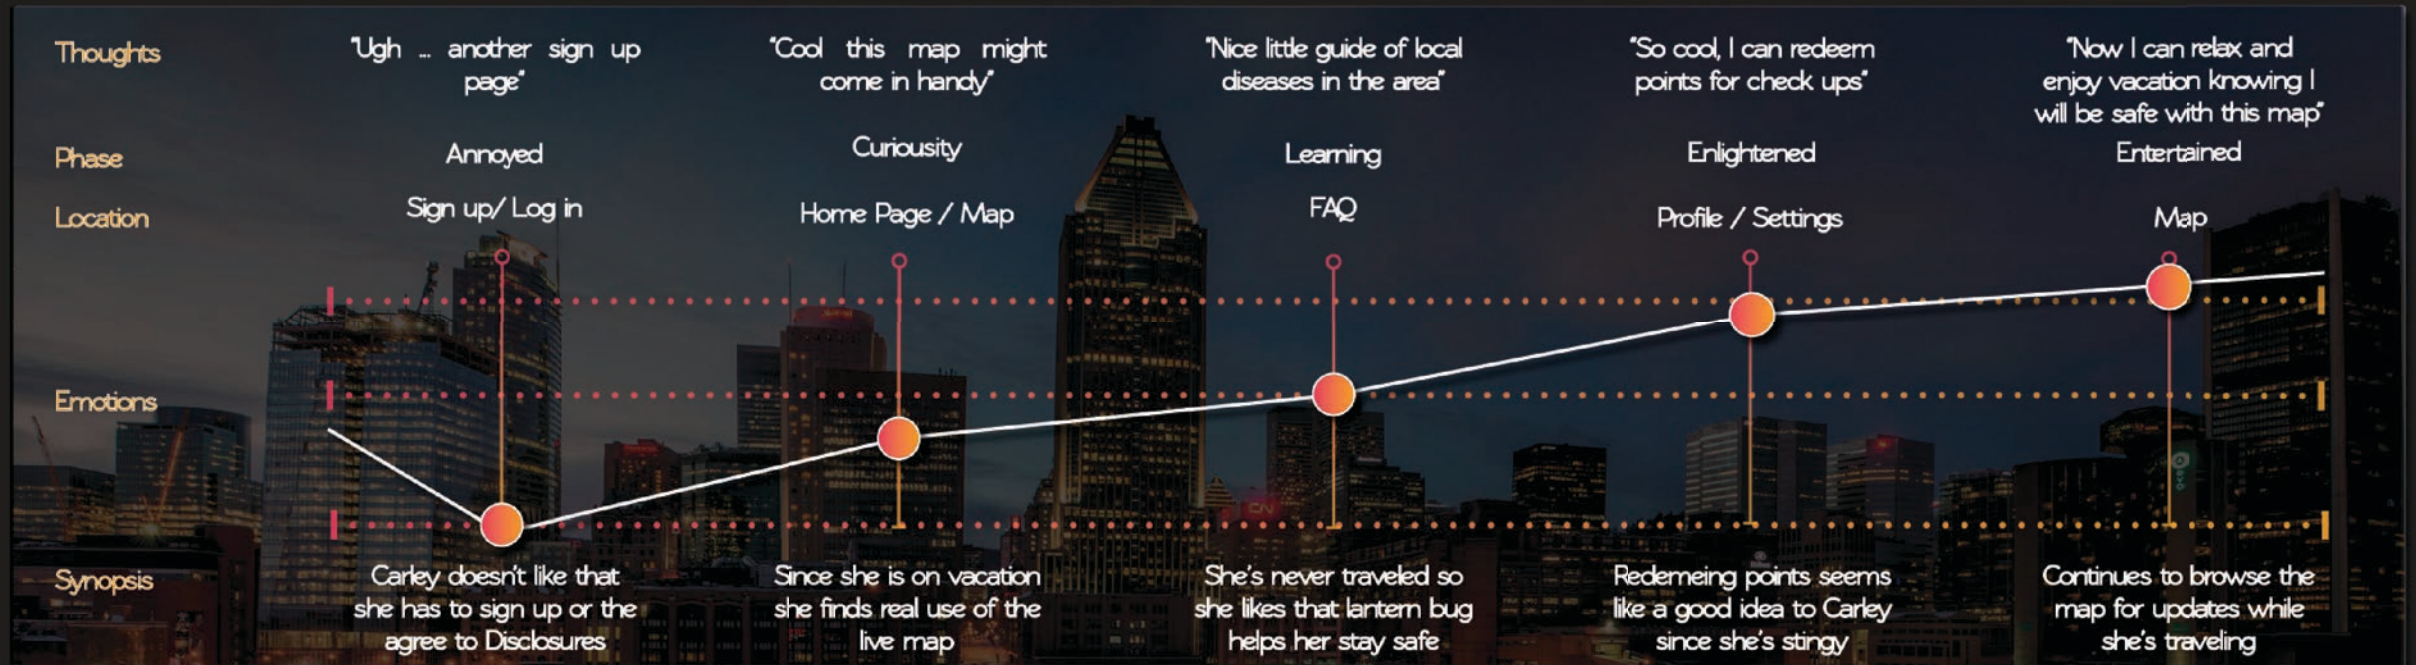 Thoughts
"Ugh ... another sign up
page"
"Cool this map might
come in handy"
"Nice little guide of local
diseases in the area"
"So cool, I can redeem
points for check ups"
"Now I can relax and
enjoy vacation knowing I
will be safe with this map"
Phase
Annoyed
Curiousity
Learning
Enlightened
Entertained
Location
Sign up/ Log in
Home Page / Map
FAQ
Profile / Settings
Map
Emotions
CN
Synopsis
Carley doesn't like that
she has to sign up or the
agree to Disclosures
Since she is on vacation
she finds real use of the
live map
She's never traveled so
she likes that lantern bug
helps her stay safe
Redemeing points seems
like a good idea to Carley
since she's stingy
Continues to browse the
map for updates while
she's traveling